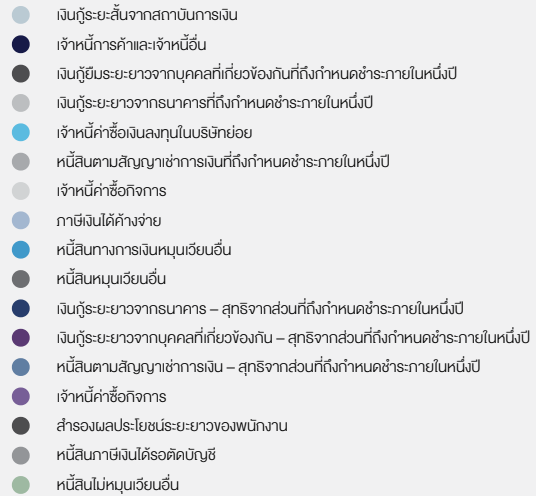 เงินกู้ระยะสั้นจากสถาบันการเงิน
เจ้าหนี้การค้าและเจ้าหนี้อื่น
เงินกู้ยืมระยะยาวจากบุคคลที่เกี่ยวข้องกันที่ถึงกำหนดชำระภายในหนึ่งปี
เงินกู้ระยะยาวจากธนาคารที่ถึงกำหนดชำระภายในหนึ่งปี
เจ้าหนี้ค่าซื้อเงินลงทุนในบริษัทย่อย
หนี้สินตามสัญญาเช่าการเงินที่ถึงกำหนดชำระภายในหนึ่งปี
เจ้าหนี้ค่าซื้อกิจการ
ภาษีเงินได้ค้างจ่าย
หนี้สินทางการเงินหมุนเวียนอื่น
หนี้สินหมุนเวียนอื่น
เงินกู้ระยะยาวจากธนาคาร – สุทธิจากส่วนที่ถึงกำหนดชำระภายในหนึ่งปี
เงินกู้ระยะยาวจากบุคคลที่เกี่ยวข้องกัน – สุทธิจากส่วนที่ถึงกำหนดชำระภายในหนึ่งปี
หนี้สินตามสัญญาเช่าการเงิน – สุทธิจากส่วนที่ถึงกำหนดชำระภายในหนึ่งปี
เจ้าหนี้ค่าซื้อกิจการ
สำรองผลประโยชน์ระยะยาวของพนักงาน
หนี้สินภาษีเงินได้รอตัดบัญชี
หนี้สินไม่หมุนเวียนอื่น